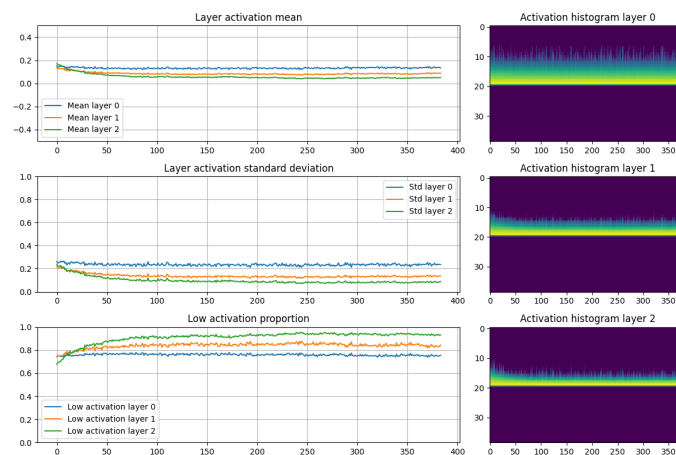 Layer activation mean
0.4
0.2
0.0
−0.2
−0.4
Mean layer 0
Mean layer 1
Mean layer 2
0 50 100 150 200 250 300 350 400
Activation histogram layer 0
0
10
20
30
0 50 100 150 200 250 300 350
Layer activation standard deviation
1.0
0.8
0.6
0.4
0.2
0.0
Std layer 0
Std layer 1
Std layer 2
0 50 100 150 200 250 300 350 400
Activation histogram layer 1
0
10
20
30
0 50 100 150 200 250 300 350
Low activation proportion
1.0
0.8
0.6
0.4
0.2
0.0
Low activation layer 0
Low activation layer 1
Low activation layer 2
0 50 100 150 200 250 300 350 400
Activation histogram layer 2
0
10
20
30
0 50 100 150 200 250 300 350